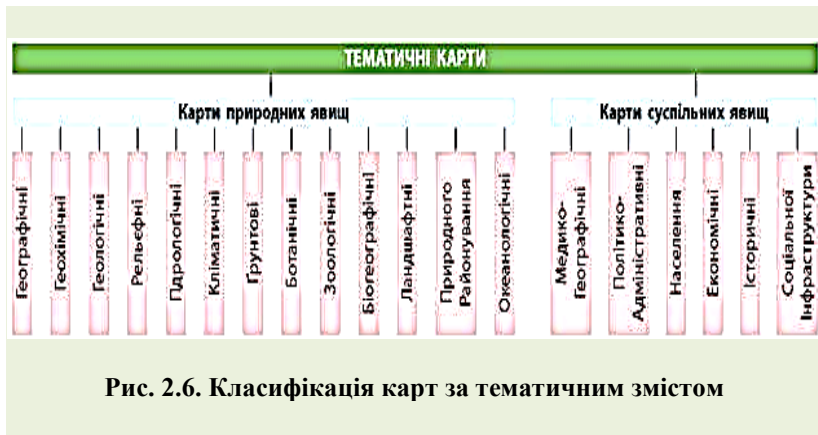 ТЕМАТИЧНІ КАРТИ
Карти природних явищ
Карти суспільних явищ
Географічні
Геохімічні
Геологічні
Рельєфні
Гідрологічні
Кліматичні
Ґрунтові
Ботанічні
Зоологічні
Біогеографічні
Ландшафтні
Природного
Районування
Океанологічні
Медико-
Географічні
Політико-
Адміністративні
Населення
Економічні
Історичні
Соціальної
Інфраструктури
Рис. 2.6. Класифікація карт за тематичним змістом